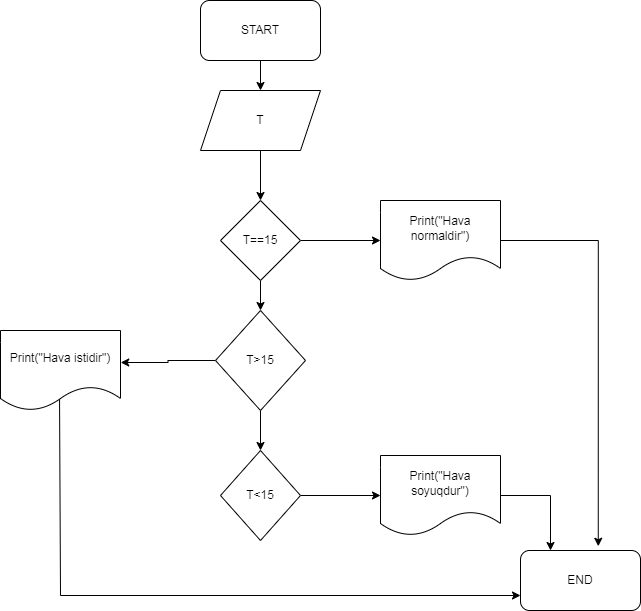 START
T
T==15
Print("Hava
normaldir")
T>15
Print("Hava istidir")
T<15
Print("Hava
soyuqdur")
END